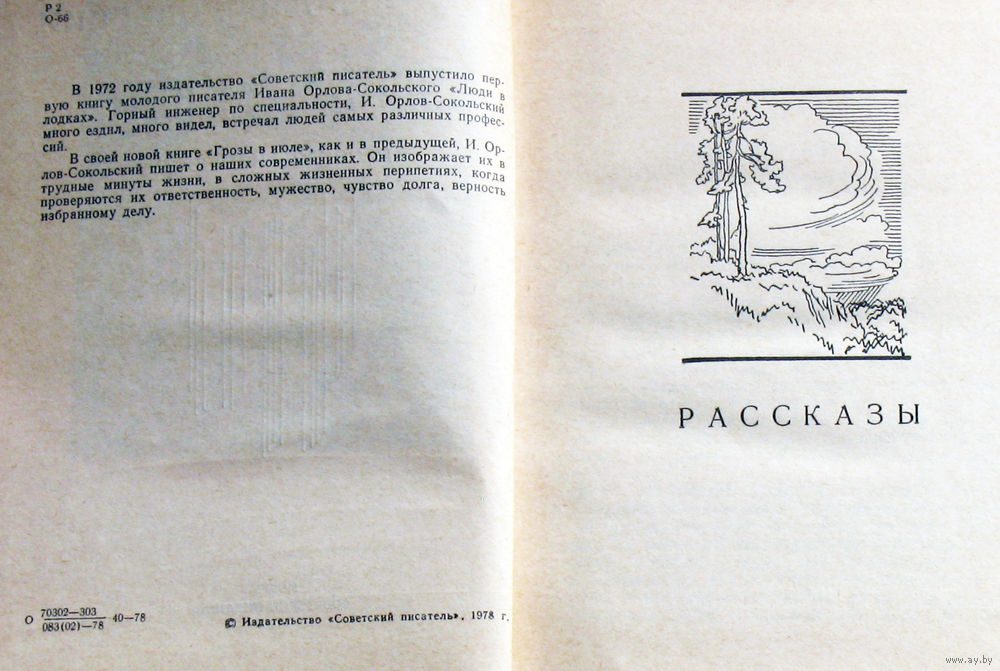 Р 2
О-66
В 1972 году издательство «Советский писатель» выпустило пер-
вую книгу молодого писателя Ивана Орлова-Сокольского «Люди в
лодках». Горный инженер по специальности, И. Орлов-Сокольский
много ездил, много видел, встречал людей самых различных профес-
сий.
В своей новой книге «Грозы в июле», как и в предыдущей, И. Ор-
лов-Сокольский пишет о наших современниках. Он изображает их в
трудные минуты жизни, в сложных жизненных перипетиях, когда
проверяются их ответственность, мужество, чувство долга, верность
избранному делу.
О 70302—303
083(02)—78 40—78
© Издательство «Советский писатель», 1978 г.
РАССКАЗЫ
www.ay.by